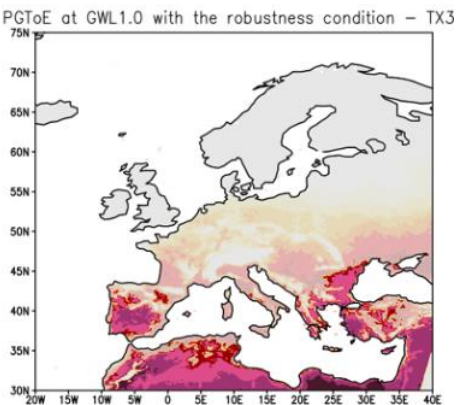 PGToE at GWL1.0 with the robustness condition – TX3
75N
70N
65N
60N
55N
50N
45N
40N
35N
30N
20W 15W 10W 5W 0 5E 10E 15E 20E 25E 30E 35E 40E